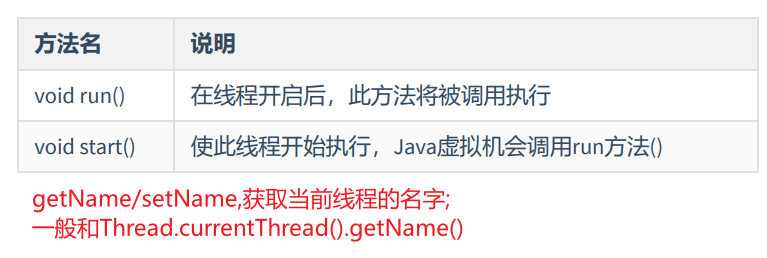 方法名 说明
void run() 在线程开启后，此方法将被调用执行
void start() 使此线程开始执行，Java虚拟机会调用run方法()
getName/setName,获取当前线程的名字;
一般和Thread.currentThread().getName()